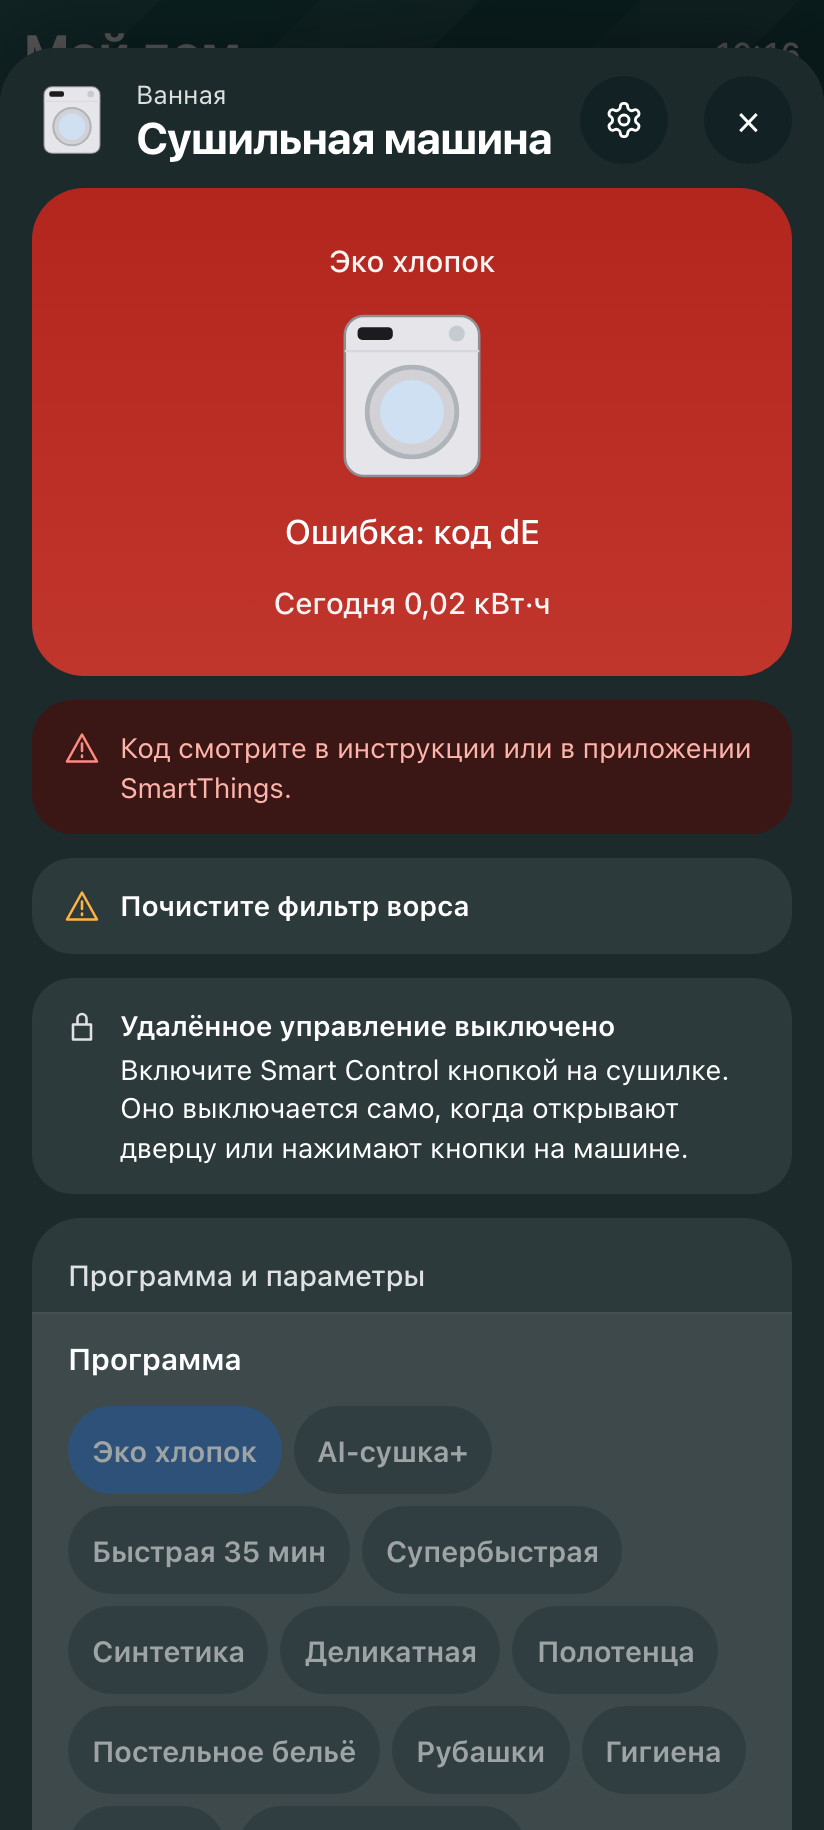 Ванная
Сушильная машина
Эко хлопок
Ошибка: код dE
Сегодня 0,02 кВт·ч
Код смотрите в инструкции или в приложении
SmartThings.
Почистите фильтр ворса
Удалённое управление выключено
Включите Smart Control кнопкой на сушилке.
Оно выключается само, когда открывают
дверцу или нажимают кнопки на машине.
Программа и параметры
Программа
Эко хлопок
AI-сушка+
Быстрая 35 мин
Супербыстрая
Синтетика
Деликатная
Полотенца
Постельное бельё
Рубашки
Гигиена